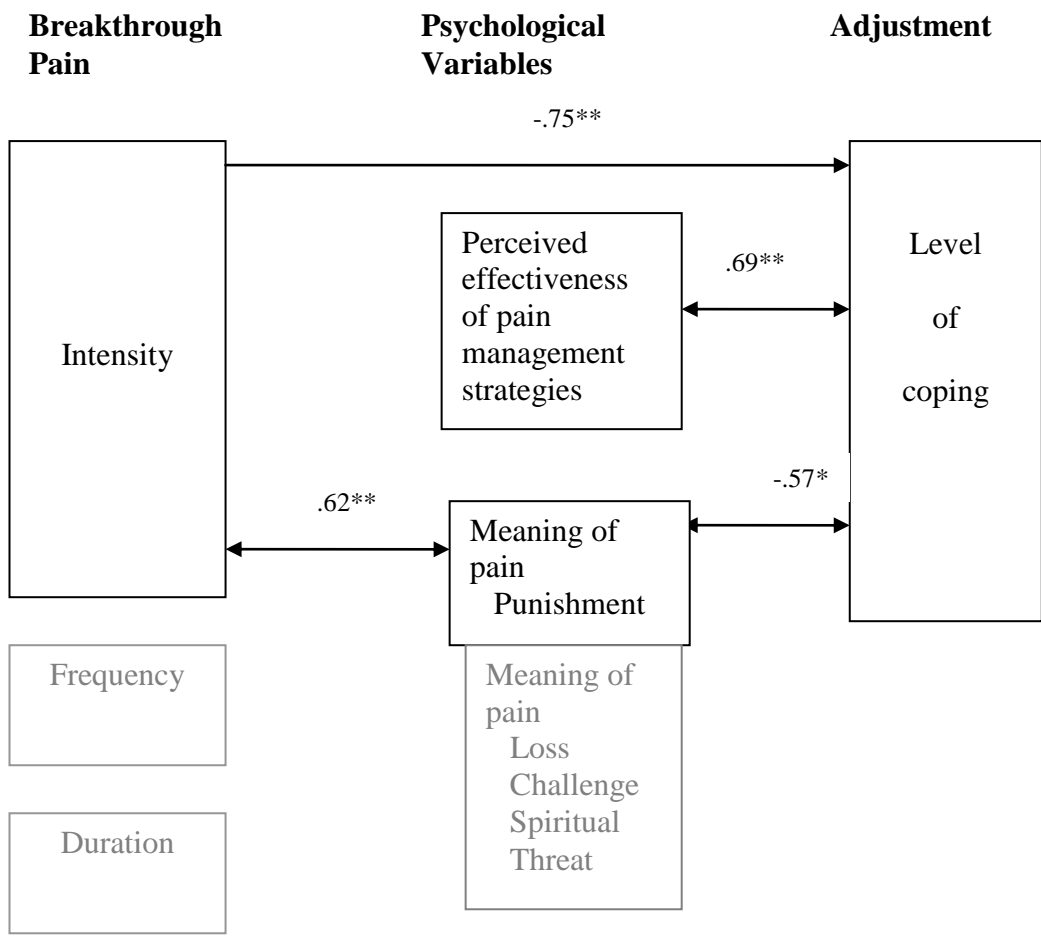 Breakthrough
Pain
Psychological
Variables
Adjustment
-.75**
Intensity
Perceived
effectiveness
of pain
management
strategies
.69**
Level
of
coping
.62**
-.57*
Meaning of
pain
Punishment
Frequency
Meaning of
pain
Loss
Challenge
Spiritual
Threat
Duration